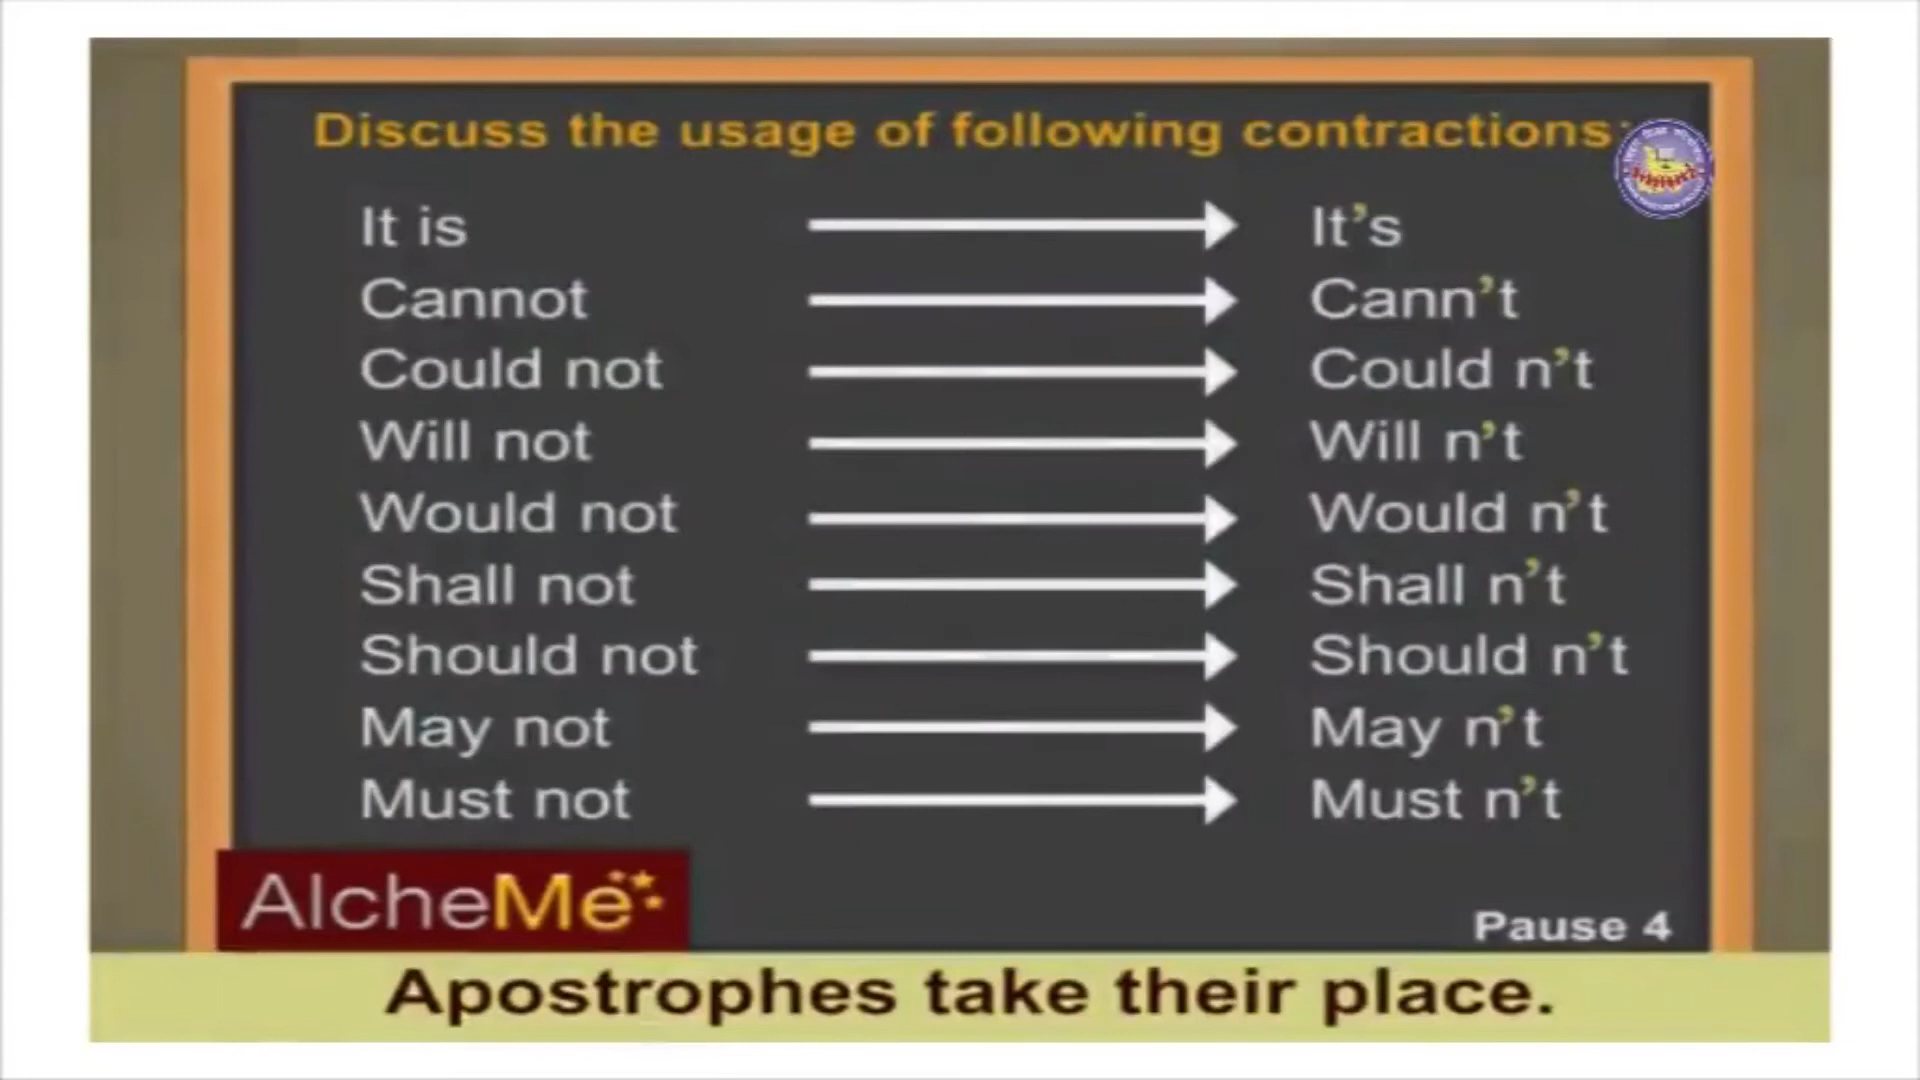 Discuss the usage of following contractions:
It is It’s
Cannot Cann’t
Could not Could n’t
Will not Will n’t
Would not Would n’t
Shall not Shall n’t
Should not Should n’t
May not May n’t
Must not Must n’t
AlcheMe
Pause 4
Apostrophes take their place.